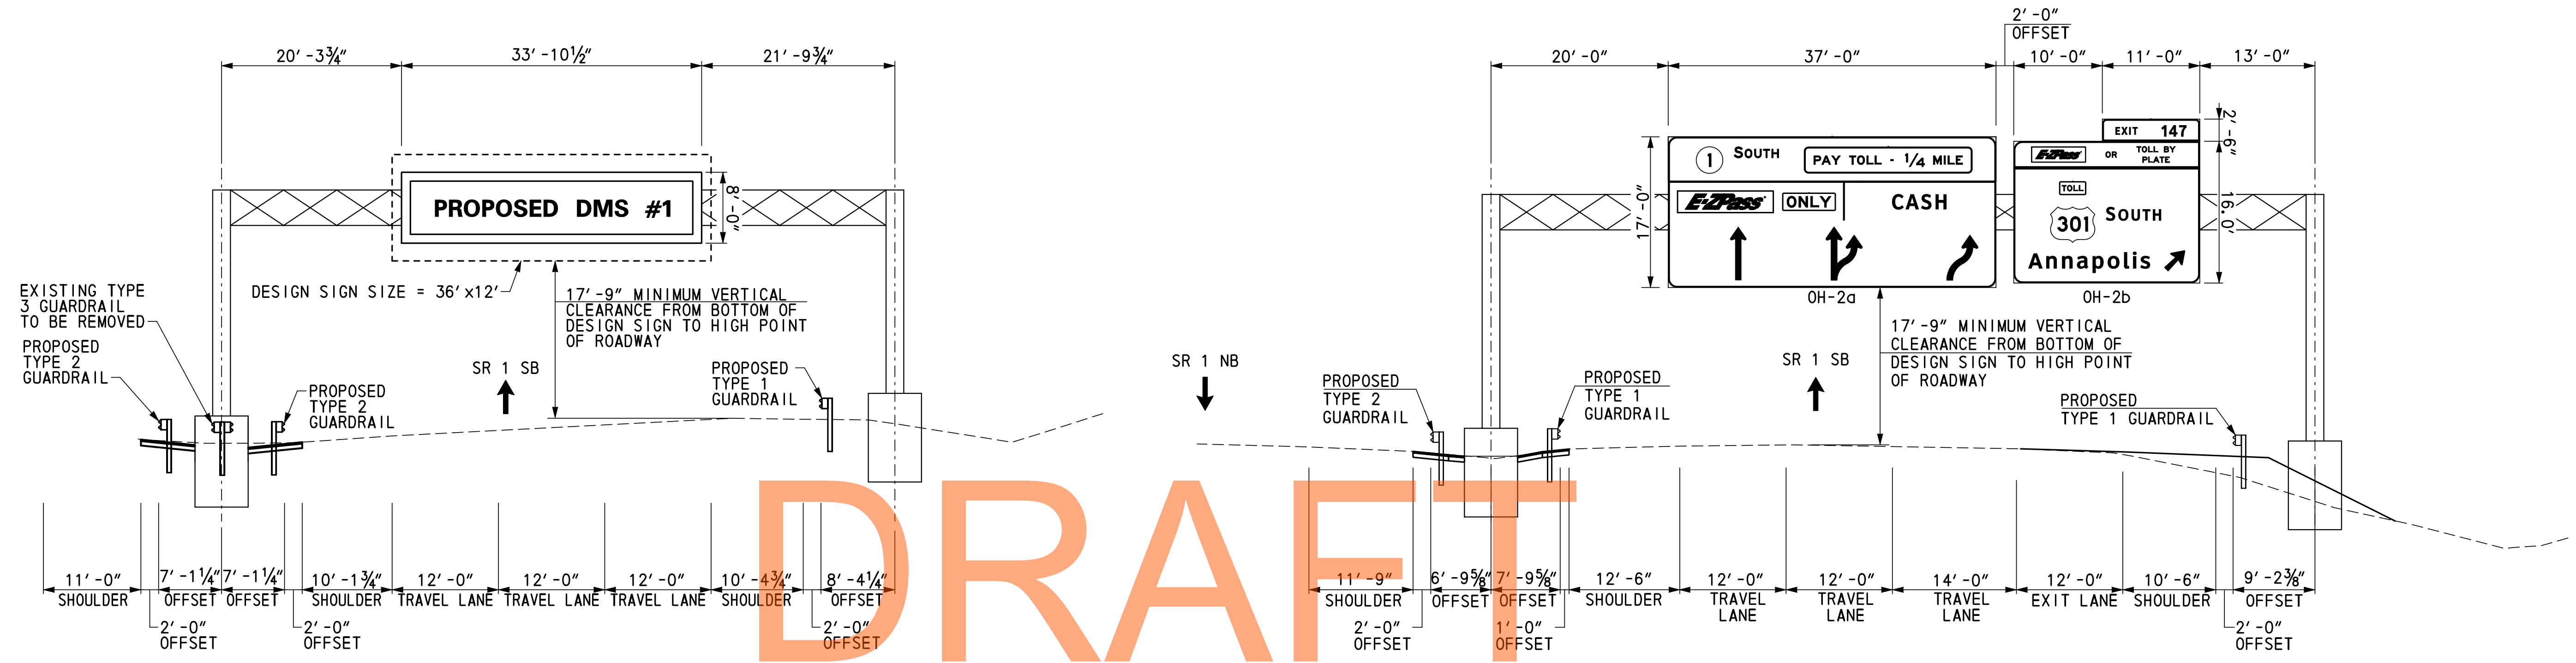 20'-3¾"
33'-10½"
21'-9¾"
PROPOSED DMS #1
8'-0"
DESIGN SIGN SIZE = 36'x12'
17'-9" MINIMUM VERTICAL
CLEARANCE FROM BOTTOM OF
DESIGN SIGN TO HIGH POINT
OF ROADWAY
EXISTING TYPE
3 GUARDRAIL
TO BE REMOVED
PROPOSED
TYPE 2
GUARDRAIL
PROPOSED
TYPE 2
GUARDRAIL
SR 1 SB
PROPOSED
TYPE 1
GUARDRAIL
11'-0"
SHOULDER
2'-0"
OFFSET
7'-1¼"
OFFSET
7'-1¼"
OFFSET
2'-0"
OFFSET
10'-1¾"
SHOULDER
12'-0"
TRAVEL LANE
12'-0"
TRAVEL LANE
12'-0"
TRAVEL LANE
10'-4¾"
SHOULDER
2'-0"
OFFSET
8'-4¼"
OFFSET
DRAFT
20'-0"
37'-0"
2'-0"
OFFSET
10'-0"
11'-0"
13'-0"
17'-0"
1 SOUTH
PAY TOLL - 1/4 MILE
E-ZPass ONLY
CASH
OH-2a
EXIT 147
2'-6"
E-ZPass OR TOLL BY
PLATE
TOLL
301 SOUTH
Annapolis
16.0'
OH-2b
17'-9" MINIMUM VERTICAL
CLEARANCE FROM BOTTOM OF
DESIGN SIGN TO HIGH POINT
OF ROADWAY
SR 1 NB
PROPOSED
TYPE 2
GUARDRAIL
PROPOSED
TYPE 1
GUARDRAIL
SR 1 SB
PROPOSED
TYPE 1 GUARDRAIL
11'-9"
SHOULDER
2'-0"
OFFSET
6'-9⅝"
OFFSET
7'-9⅝"
OFFSET
1'-0"
OFFSET
12'-6"
SHOULDER
12'-0"
TRAVEL
LANE
12'-0"
TRAVEL
LANE
14'-0"
TRAVEL
LANE
12'-0"
EXIT LANE
10'-6"
SHOULDER
2'-0"
OFFSET
9'-2⅜"
OFFSET